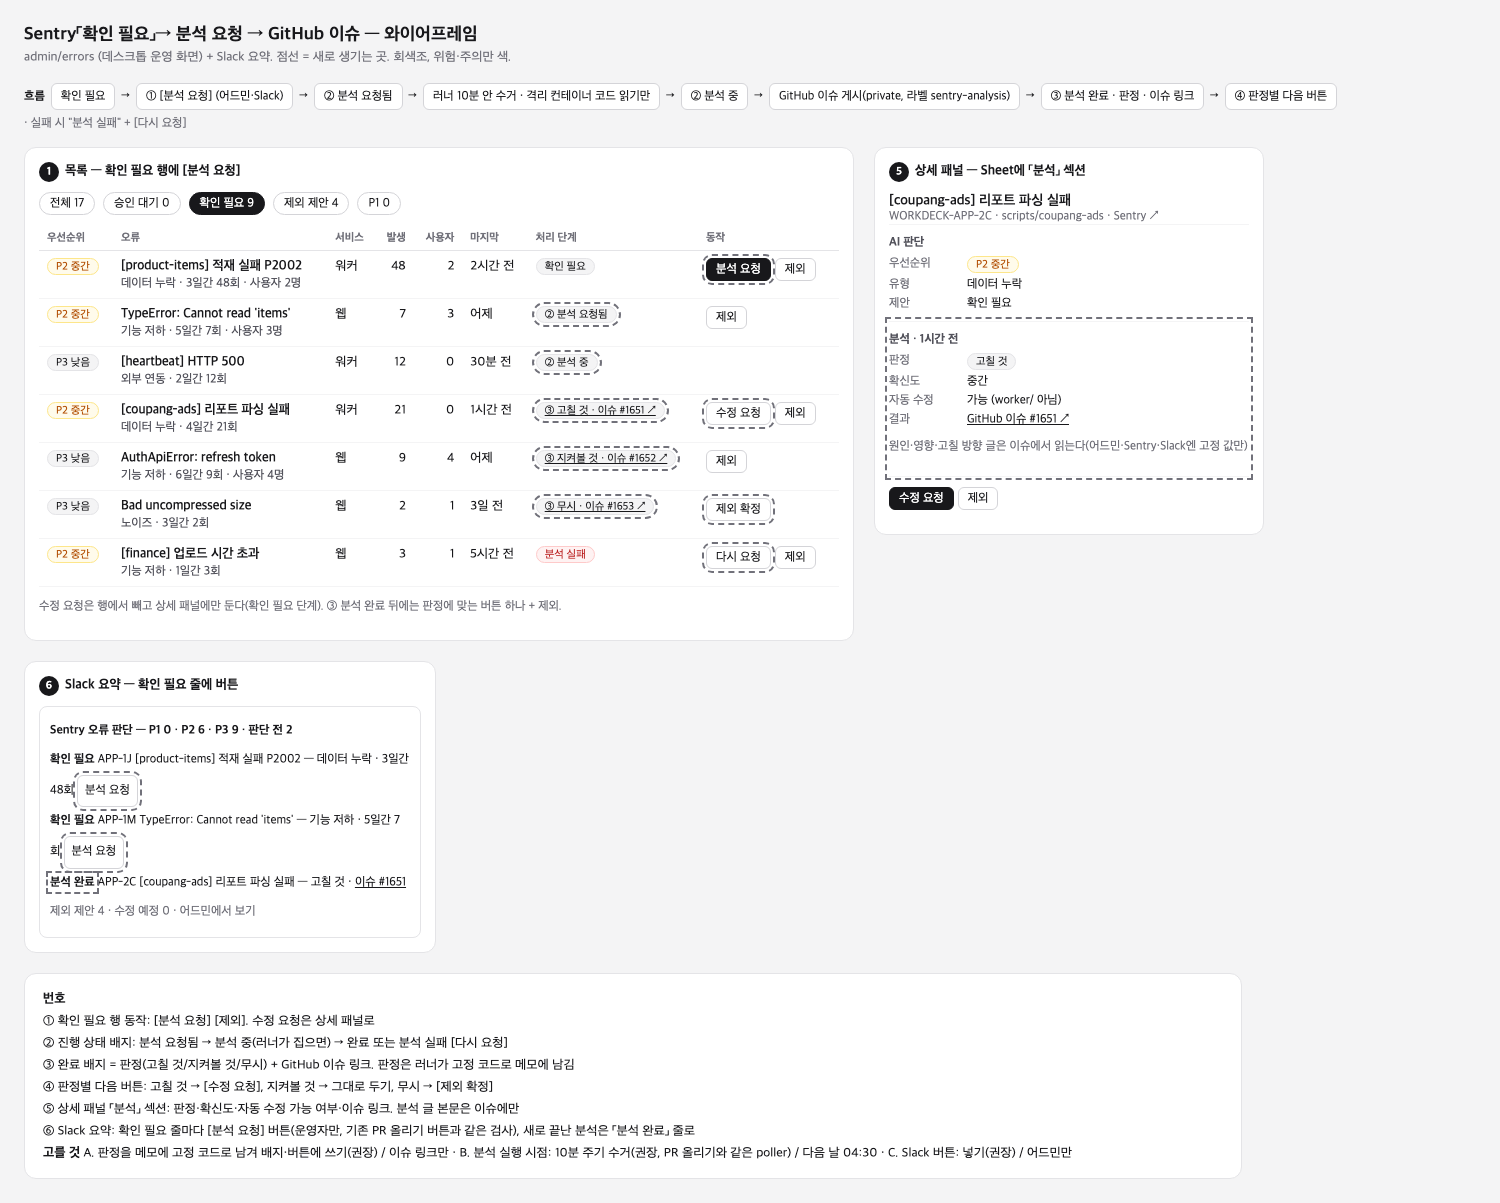 Sentry「확인 필요」→ 분석 요청 → GitHub 이슈 — 와이어프레임
admin/errors (데스크톱 운영 화면) + Slack 요약. 점선 = 새로 생기는 곳. 회색조, 위험·주의만 색.
흐름 확인 필요 → ① [분석 요청] (어드민·Slack) → ② 분석 요청됨 → 러너 10분 안 수거 · 격리 컨테이너 코드 읽기만 → ② 분석 중 → GitHub 이슈 게시(private, 라벨 sentry-analysis) → ③ 분석 완료 · 판정 · 이슈 링크 → ④ 판정별 다음 버튼
· 실패 시 "분석 실패" + [다시 요청]
1 목록 — 확인 필요 행에 [분석 요청]
전체 17 승인 대기 0 확인 필요 9 제외 제안 4 P1 0
우선순위 오류 서비스 발생 사용자 마지막 처리 단계 동작
P2 중간 [product-items] 적재 실패 P2002 워커 48 2 2시간 전 확인 필요 분석 요청 제외
데이터 누락 · 3일간 48회 · 사용자 2명
P2 중간 TypeError: Cannot read 'items' 웹 7 3 어제 ② 분석 요청됨 제외
기능 저하 · 5일간 7회 · 사용자 3명
P3 낮음 [heartbeat] HTTP 500 워커 12 0 30분 전 ② 분석 중
외부 연동 · 2일간 12회
P2 중간 [coupang-ads] 리포트 파싱 실패 워커 21 0 1시간 전 ③ 고칠 것 · 이슈 #1651 ↗ 수정 요청 제외
데이터 누락 · 4일간 21회
P3 낮음 AuthApiError: refresh token 웹 9 4 어제 ③ 지켜볼 것 · 이슈 #1652 ↗ 제외
기능 저하 · 6일간 9회 · 사용자 4명
P3 낮음 Bad uncompressed size 웹 2 1 3일 전 ③ 무시 · 이슈 #1653 ↗ 제외 확정
노이즈 · 3일간 2회
P2 중간 [finance] 업로드 시간 초과 웹 3 1 5시간 전 분석 실패 다시 요청 제외
기능 저하 · 1일간 3회
수정 요청은 행에서 빼고 상세 패널에만 둔다(확인 필요 단계). ③ 분석 완료 뒤에는 판정에 맞는 버튼 하나 + 제외.
5 상세 패널 — Sheet에 「분석」 섹션
[coupang-ads] 리포트 파싱 실패
WORKDECK-APP-2C · scripts/coupang-ads · Sentry ↗
AI 판단
우선순위 P2 중간
유형 데이터 누락
제안 확인 필요
분석 · 1시간 전
판정 고칠 것
확신도 중간
자동 수정 가능 (worker/ 아님)
결과 GitHub 이슈 #1651 ↗
원인·영향·고칠 방향 글은 이슈에서 읽는다(어드민·Sentry·Slack엔 고정 값만)
수정 요청 제외
6 Slack 요약 — 확인 필요 줄에 버튼
Sentry 오류 판단 — P1 0 · P2 6 · P3 9 · 판단 전 2
확인 필요 APP-1J [product-items] 적재 실패 P2002 — 데이터 누락 · 3일간
48회 분석 요청
확인 필요 APP-1M TypeError: Cannot read 'items' — 기능 저하 · 5일간 7
회 분석 요청
분석 완료 APP-2C [coupang-ads] 리포트 파싱 실패 — 고칠 것 · 이슈 #1651
제외 제안 4 · 수정 예정 0 · 어드민에서 보기
번호
① 확인 필요 행 동작: [분석 요청] [제외]. 수정 요청은 상세 패널로
② 진행 상태 배지: 분석 요청됨 → 분석 중(러너가 집으면) → 완료 또는 분석 실패 [다시 요청]
③ 완료 배지 = 판정(고칠 것/지켜볼 것/무시) + GitHub 이슈 링크. 판정은 러너가 고정 코드로 메모에 남김
④ 판정별 다음 버튼: 고칠 것 → [수정 요청], 지켜볼 것 → 그대로 두기, 무시 → [제외 확정]
⑤ 상세 패널 「분석」 섹션: 판정·확신도·자동 수정 가능 여부·이슈 링크. 분석 글 본문은 이슈에만
⑥ Slack 요약: 확인 필요 줄마다 [분석 요청] 버튼(운영자만, 기존 PR 올리기 버튼과 같은 검사), 새로 끝난 분석은 「분석 완료」 줄로
고를 것 A. 판정을 메모에 고정 코드로 남겨 배지·버튼에 쓰기(권장) / 이슈 링크만 · B. 분석 실행 시점: 10분 주기 수거(권장, PR 올리기와 같은 poller) / 다음 날 04:30 · C. Slack 버튼: 넣기(권장) / 어드민만